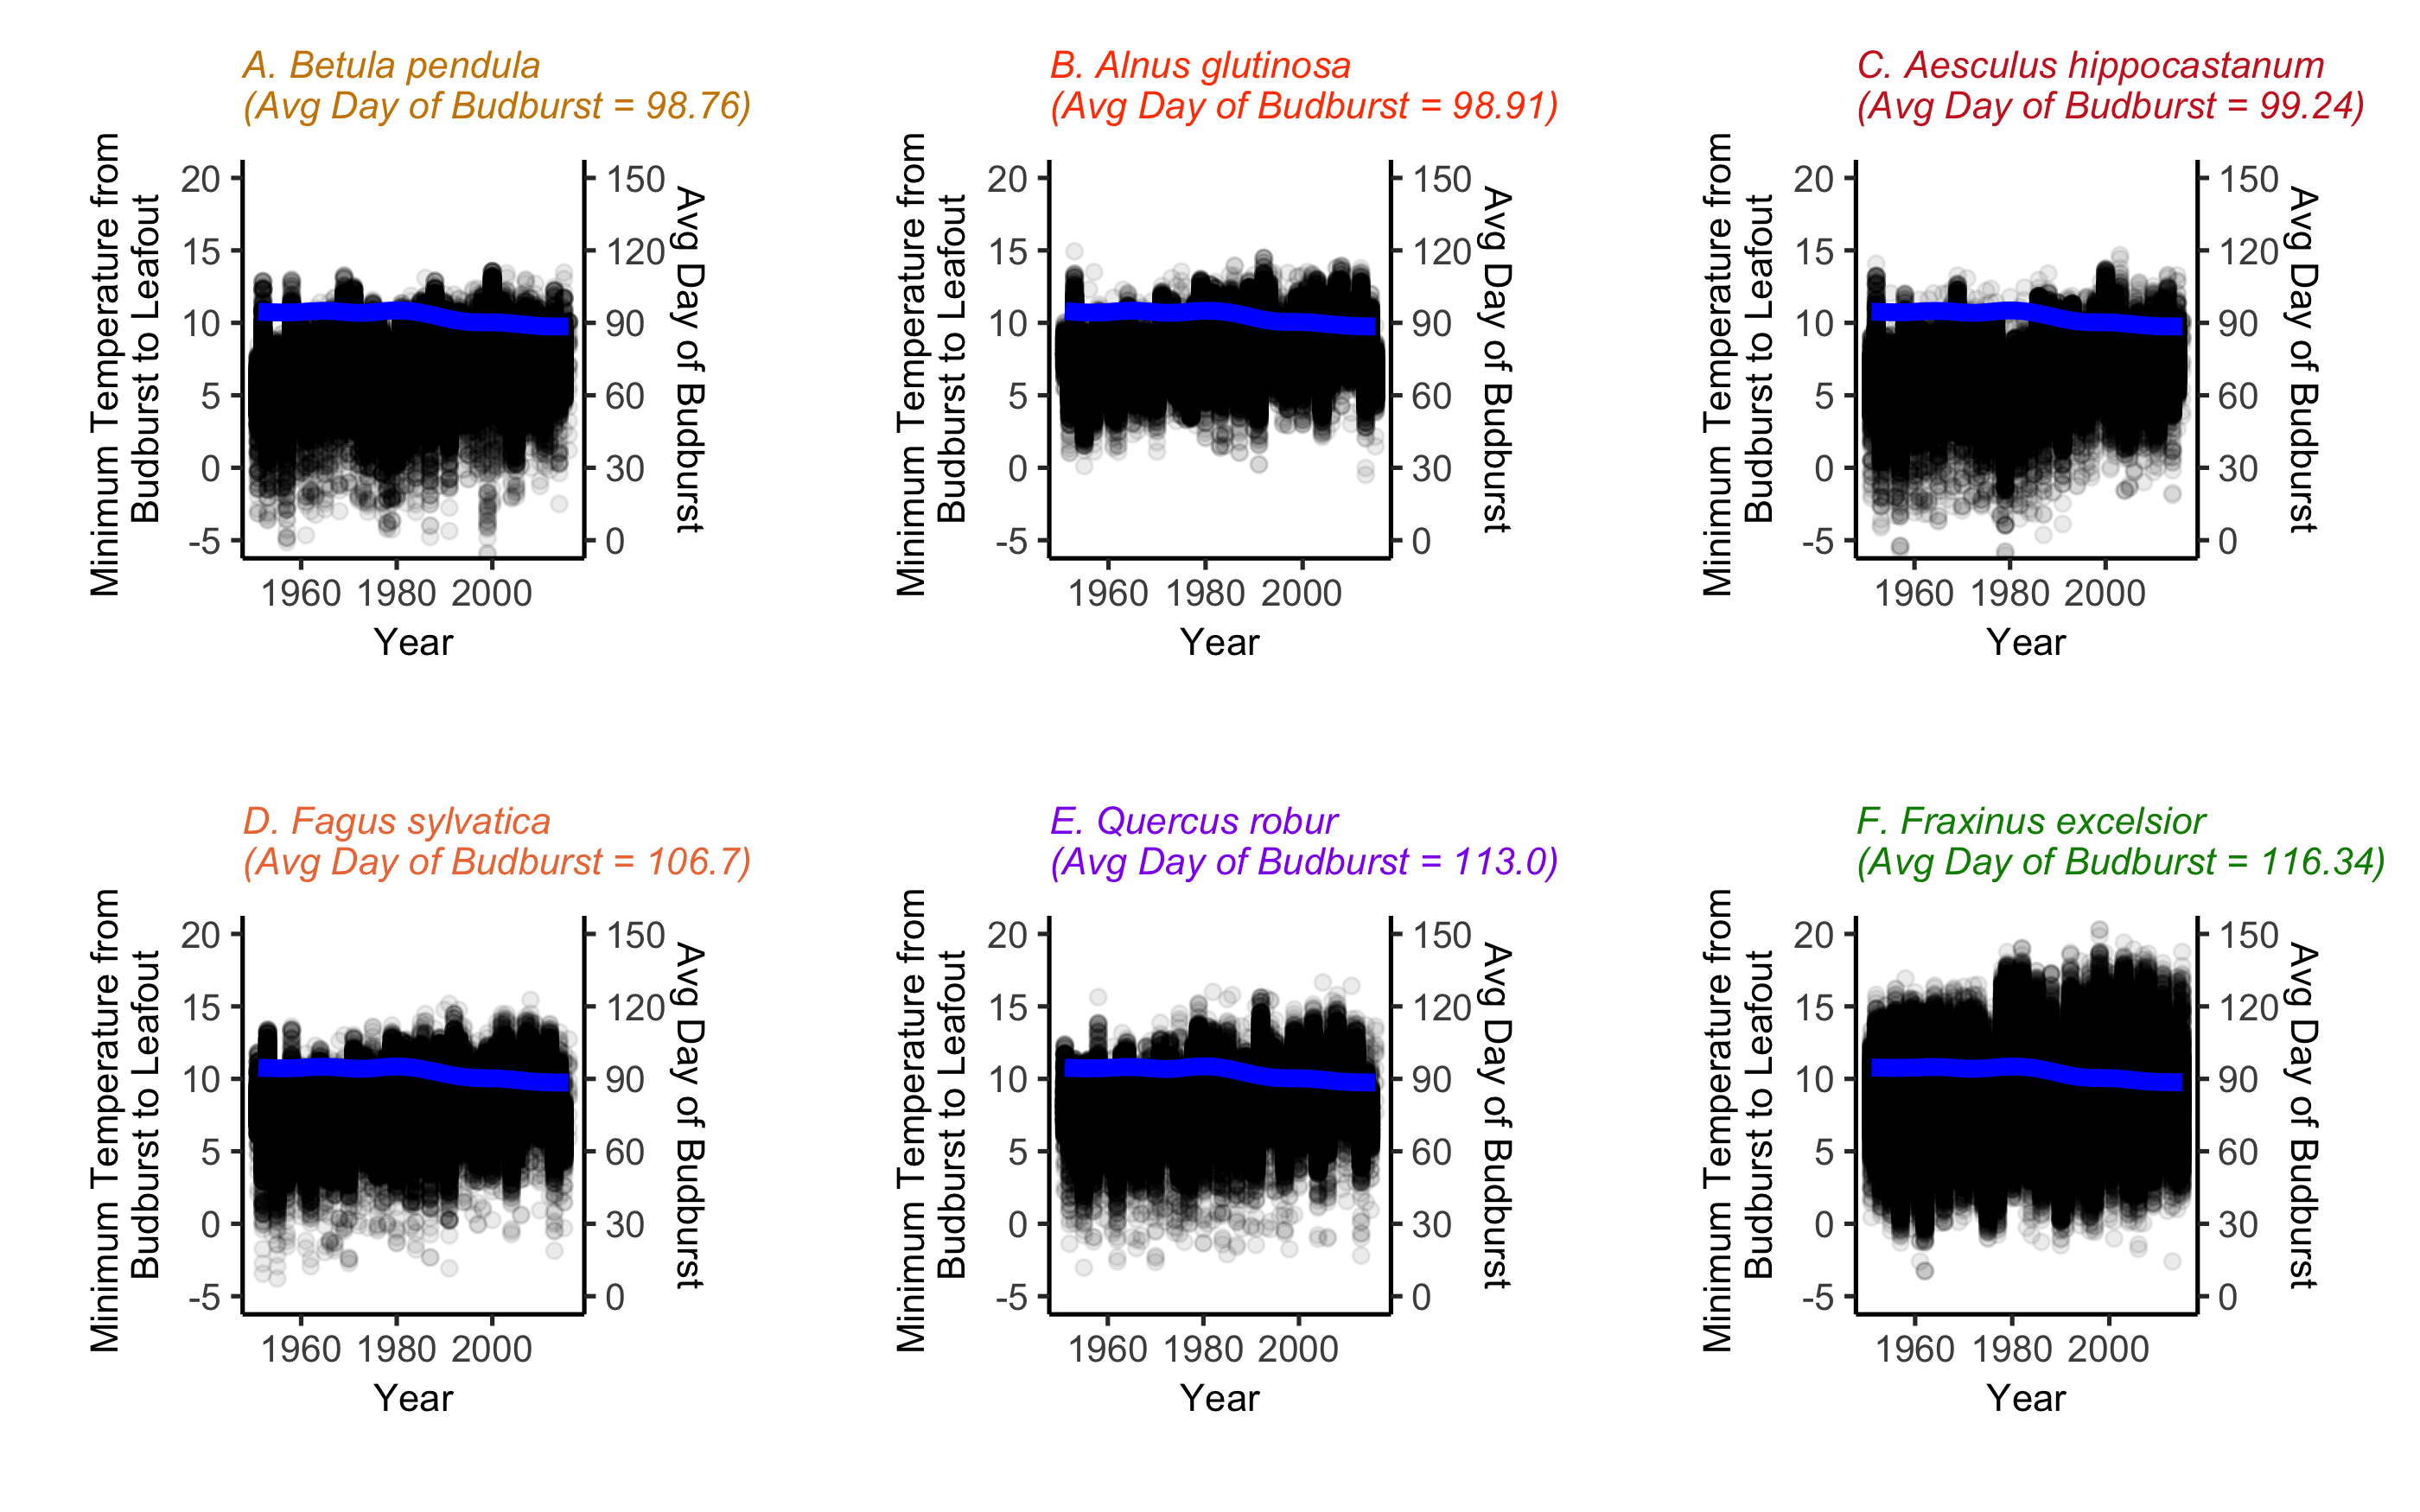 A. Betula pendula
(Avg Day of Budburst = 98.76)
Minimum Temperature from
Budburst to Leafout
20
15
10
5
0
-5
150
120
90
60
30
0
Avg Day of Budburst
1960 1980 2000
Year
B. Alnus glutinosa
(Avg Day of Budburst = 98.91)
Minimum Temperature from
Budburst to Leafout
20
15
10
5
0
-5
150
120
90
60
30
0
Avg Day of Budburst
1960 1980 2000
Year
C. Aesculus hippocastanum
(Avg Day of Budburst = 99.24)
Minimum Temperature from
Budburst to Leafout
20
15
10
5
0
-5
150
120
90
60
30
0
Avg Day of Budburst
1960 1980 2000
Year
D. Fagus sylvatica
(Avg Day of Budburst = 106.7)
Minimum Temperature from
Budburst to Leafout
20
15
10
5
0
-5
150
120
90
60
30
0
Avg Day of Budburst
1960 1980 2000
Year
E. Quercus robur
(Avg Day of Budburst = 113.0)
Minimum Temperature from
Budburst to Leafout
20
15
10
5
0
-5
150
120
90
60
30
0
Avg Day of Budburst
1960 1980 2000
Year
F. Fraxinus excelsior
(Avg Day of Budburst = 116.34)
Minimum Temperature from
Budburst to Leafout
20
15
10
5
0
-5
150
120
90
60
30
0
Avg Day of Budburst
1960 1980 2000
Year